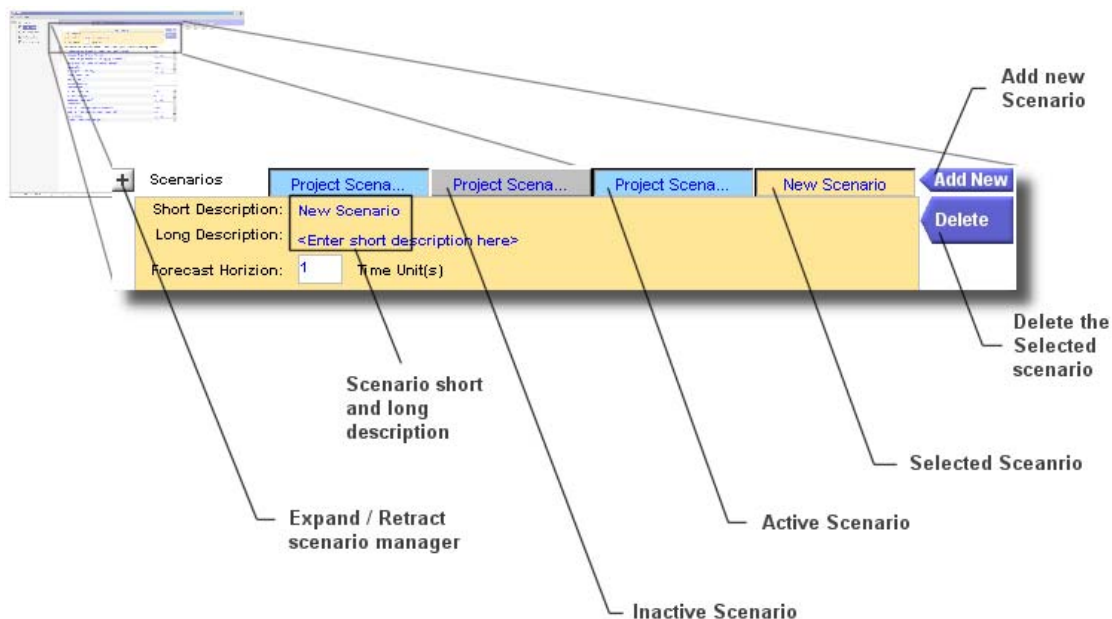 Add new
Scenario
Scenarios
Project Scena...
Project Scena...
Project Scena...
New Scenario
Add New
Short Description:
New Scenario
Delete
Long Description:
<Enter short description here>
Forecast Horizion:
1
Time Unit(s)
Delete the
Selected
scenario
Scenario short
and long
description
Selected Sceanrio
Expand / Retract
scenario manager
Active Scenario
Inactive Scenario